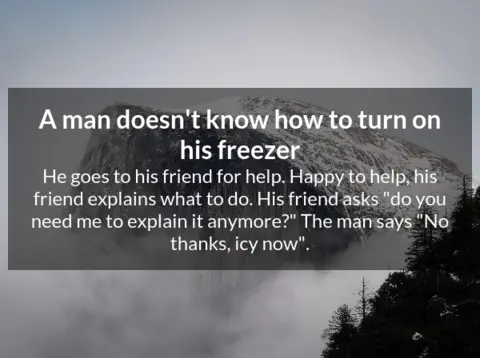 A man doesn't know how to turn on
his freezer
He goes to his friend for help. Happy to help, his
friend explains what to do. His friend asks "do you
need me to explain it anymore?" The man says "No
thanks, icy now".